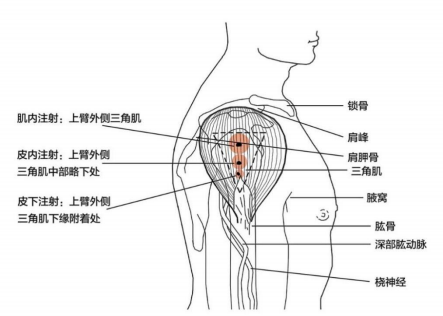 肌内注射：上臂外侧三角肌
皮内注射：上臂外侧
三角肌中部略下处
皮下注射：上臂外侧
三角肌下缘附着处
锁骨
肩峰
肩胛骨
三角肌
腋窝
肱骨
深部肱动脉
桡神经